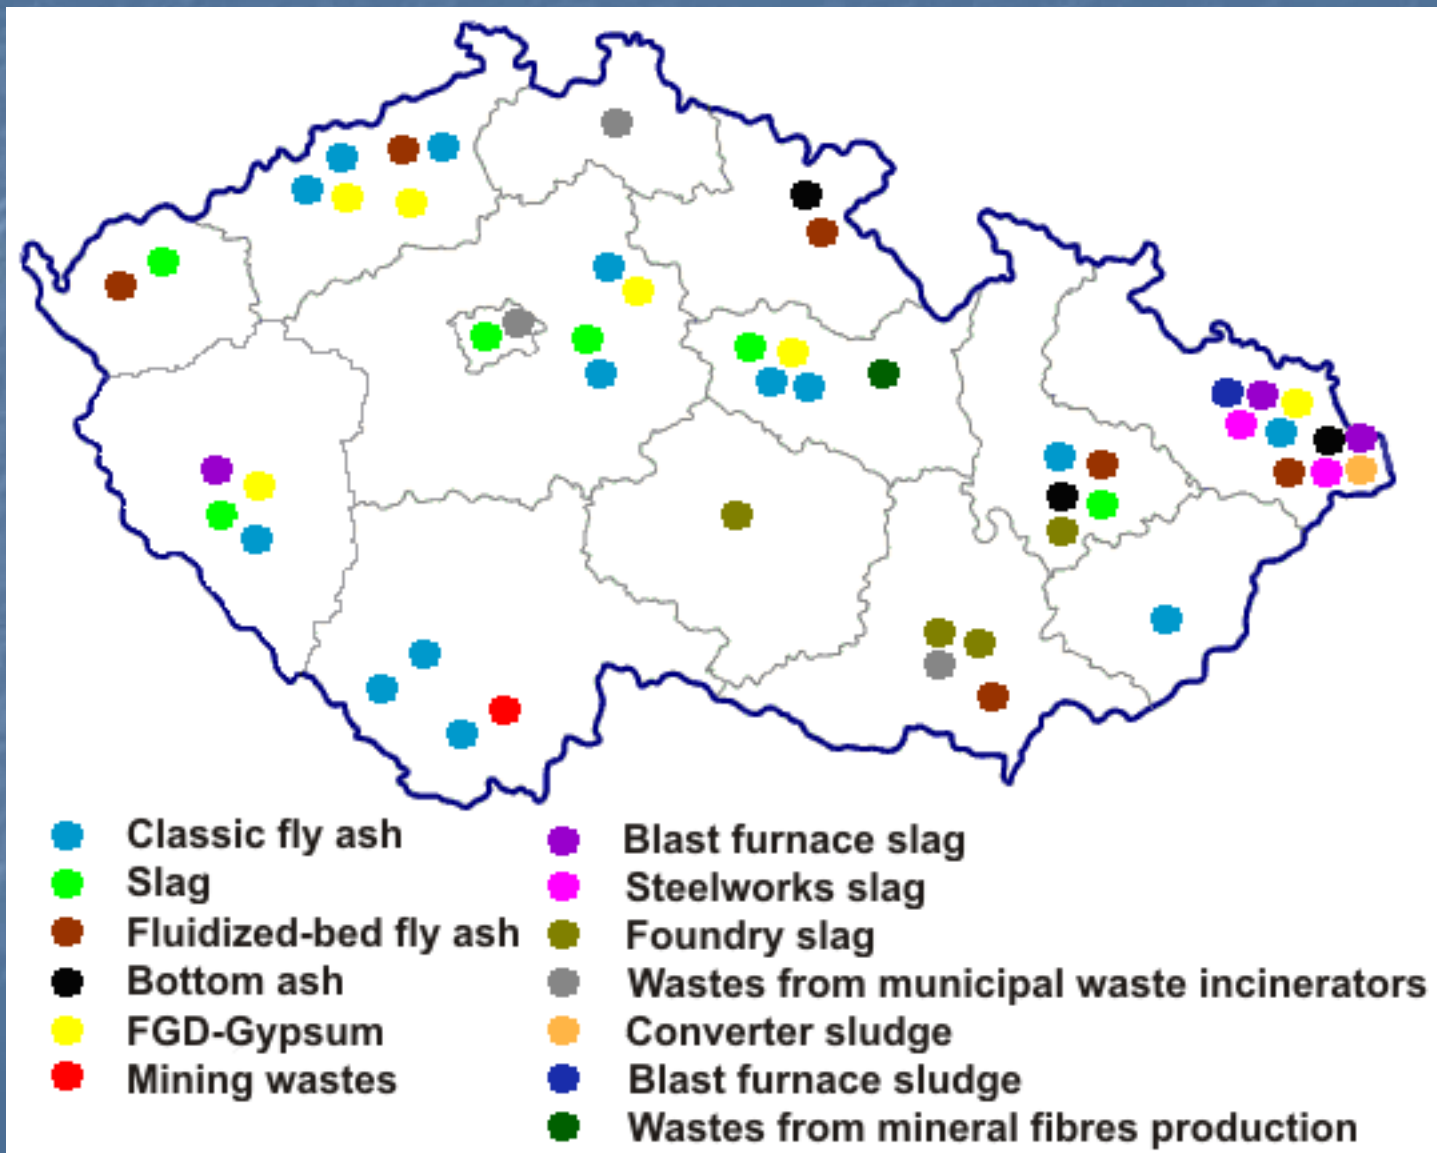 Classic fly ash
Slag
Fluidized-bed fly ash
Bottom ash
FGD-Gypsum
Mining wastes
Blast furnace slag
Steelworks slag
Foundry slag
Wastes from municipal waste incinerators
Converter sludge
Blast furnace sludge
Wastes from mineral fibres production